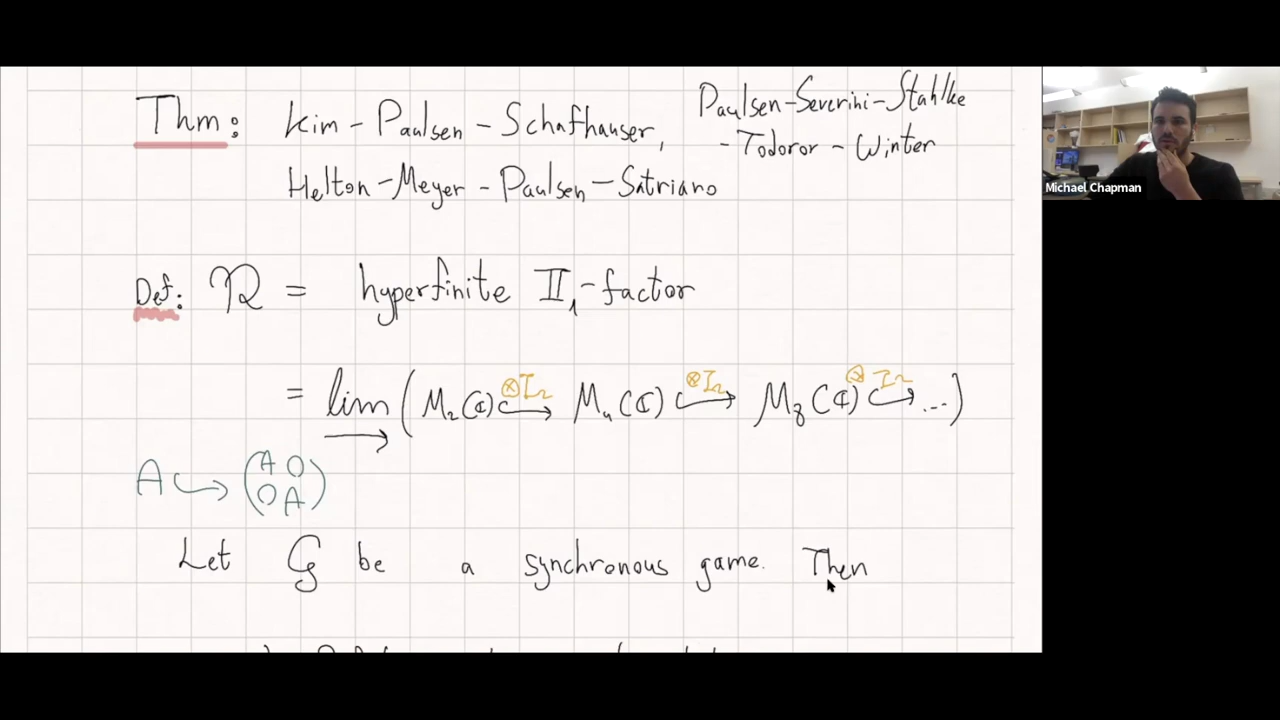 Thm: Kim-Paulsen-Schafhauser, Paulsen-Severini-Stahlke
-Todoror-Winter
Helton-Meyer-Paulsen-Satriano
Def: R = hyperfinite II₁-factor
= lim (M₂(ℂ) ↪ M₄(ℂ) ↪ M₈(ℂ) ↪ ...)
⊗I₂ ⊗I₂ ⊗I₂
A ↪ (A 0
0 A)
Let G be a synchronous game. Then
Michael Chapman